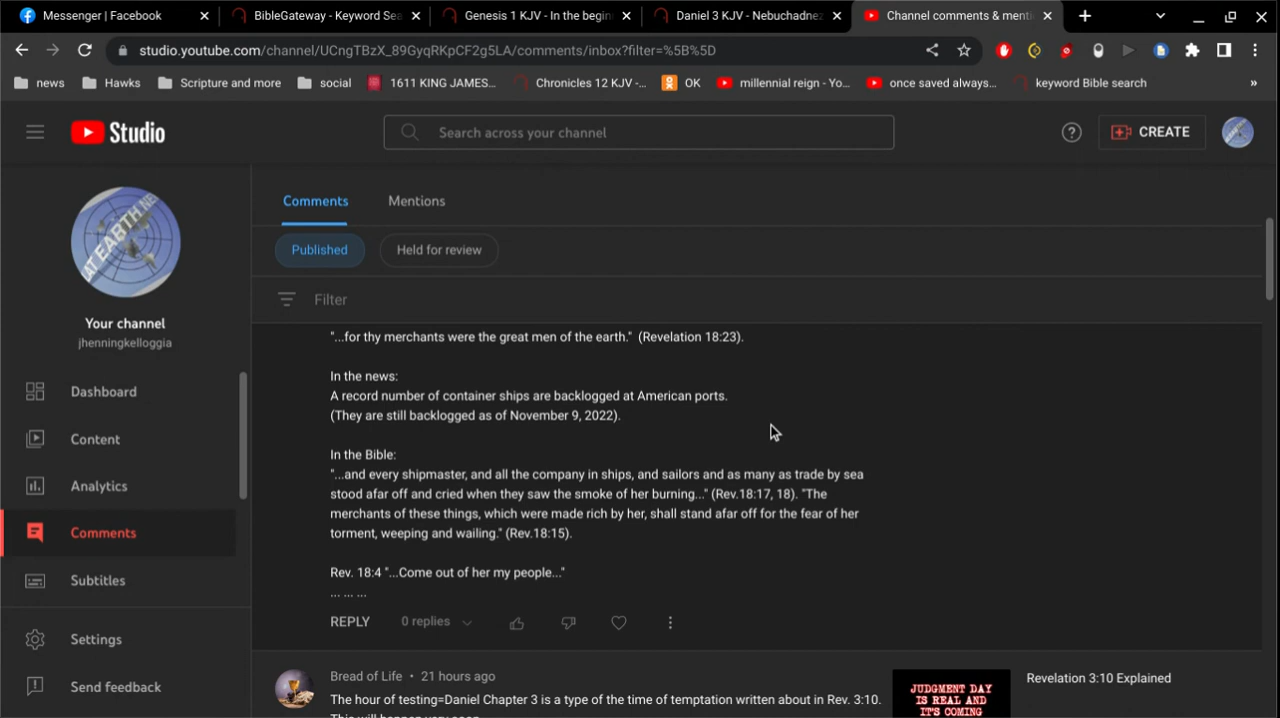 Messenger | Facebook
BibleGateway - Keyword Sea
Genesis 1 KJV - In the beginn
Daniel 3 KJV - Nebuchadnez
Channel comments & menti
studio.youtube.com/channel/UCngTBzX_89GyqRKpCF2g5LA/comments/inbox?filter=%5B%5D
news
Hawks
Scripture and more
social
1611 KING JAMES...
Chronicles 12 KJV -...
OK
millennial reign - Yo...
once saved always...
keyword Bible search
»
Studio
Search across your channel
CREATE
AT EARTH NE
Your channel
jhenningkelloggia
Dashboard
Content
Analytics
Comments
Subtitles
Settings
Send feedback
Comments
Mentions
Published
Held for review
Filter
"...for thy merchants were the great men of the earth." (Revelation 18:23).
In the news:
A record number of container ships are backlogged at American ports.
(They are still backlogged as of November 9, 2022).
In the Bible:
"...and every shipmaster, and all the company in ships, and sailors and as many as trade by sea
stood afar off and cried when they saw the smoke of her burning..." (Rev.18:17, 18). "The
merchants of these things, which were made rich by her, shall stand afar off for the fear of her
torment, weeping and wailing." (Rev.18:15).
Rev. 18:4 "...Come out of her my people..."
... ... ...
REPLY
0 replies
Bread of Life • 21 hours ago
The hour of testing=Daniel Chapter 3 is a type of the time of temptation written about in Rev. 3:10.
This will happen very soon
JUDGMENT DAY
IS REAL AND
IT'S COMING
Revelation 3:10 Explained